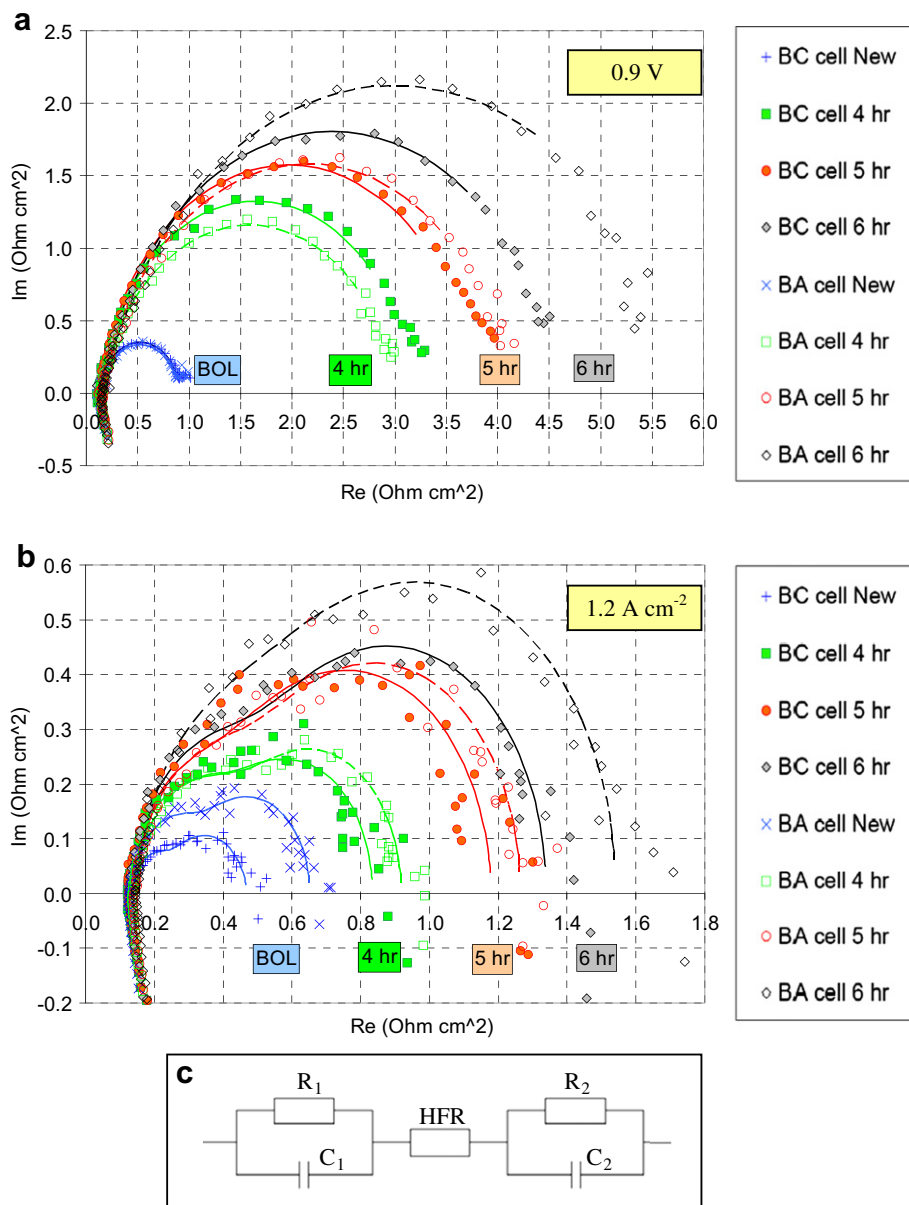 a
2.5
2.0
1.5
1.0
0.5
0.0
-0.5
Im (Ohm cm^2)
0.9 V
BOL
4 hr
5 hr
6 hr
0.0 0.5 1.0 1.5 2.0 2.5 3.0 3.5 4.0 4.5 5.0 5.5 6.0
Re (Ohm cm^2)
BC cell New
BC cell 4 hr
BC cell 5 hr
BC cell 6 hr
BA cell New
BA cell 4 hr
BA cell 5 hr
BA cell 6 hr
b
0.6
0.5
0.4
0.3
0.2
0.1
0.0
-0.1
-0.2
Im (Ohm cm^2)
1.2 A cm-2
0.0 0.2 0.4 0.6 0.8 1.0 1.2 1.4 1.6 1.8
BOL
4 hr
5 hr
6 hr
Re (Ohm cm^2)
BC cell New
BC cell 4 hr
BC cell 5 hr
BC cell 6 hr
BA cell New
BA cell 4 hr
BA cell 5 hr
BA cell 6 hr
c
R1
C1
HFR
R2
C2